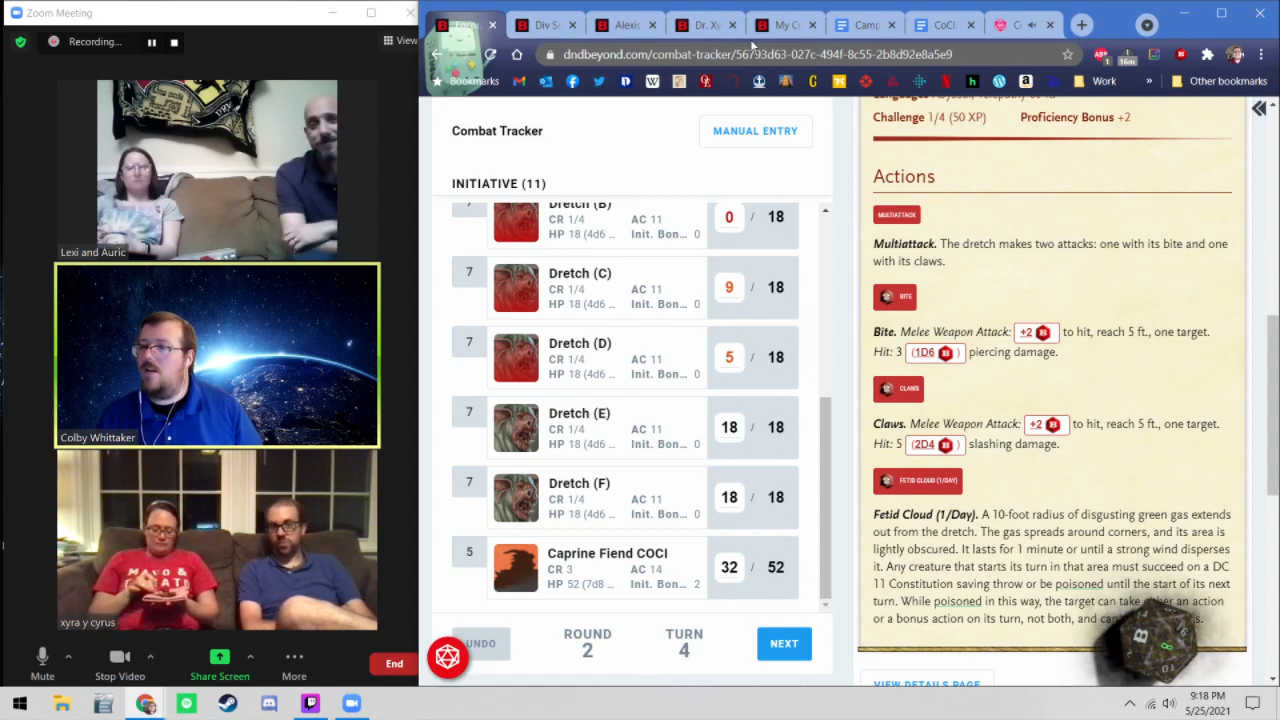 Zoom Meeting
Recording...
View
Lexi and Auric
Colby Whittaker
MAYO &
xyra y cyrus
Mute
Stop Video
Share Screen
More
End
Div S
Alexis
My C
Camp
CoC
dndbeyond.com/combat-tracker/56793d63-027c-494f-8c55-2b8d92e8a5e9
Bookmarks
Work
»
Other bookmarks
Combat Tracker
MANUAL ENTRY
INITIATIVE (11)
7
Dretch (B)
CR 1/4
AC 11
HP 18 (4d6 ...
Init. Bon... 0
0 / 18
7
Dretch (C)
CR 1/4
AC 11
HP 18 (4d6 ...
Init. Bon... 0
9 / 18
7
Dretch (D)
CR 1/4
AC 11
HP 18 (4d6 ...
Init. Bon... 0
5 / 18
7
Dretch (E)
CR 1/4
AC 11
HP 18 (4d6 ...
Init. Bon... 0
18 / 18
7
Dretch (F)
CR 1/4
AC 11
HP 18 (4d6 ...
Init. Bon... 0
18 / 18
5
Caprine Fiend COCI
CR 3
AC 14
HP 52 (7d8 ...
Init. Bon... 2
32 / 52
UNDO
ROUND
2
TURN
4
NEXT
Challenge 1/4 (50 XP)
Proficiency Bonus +2
Actions
MULTIATTACK
Multiattack. The dretch makes two attacks: one with its bite and one
with its claws.
BITE
Bite. Melee Weapon Attack: +2 to hit, reach 5 ft., one target.
Hit: 3 (1D6 ) piercing damage.
CLAWS
Claws. Melee Weapon Attack: +2 to hit, reach 5 ft., one target.
Hit: 5 (2D4 ) slashing damage.
FETID CLOUD (1/DAY)
Fetid Cloud (1/Day). A 10-foot radius of disgusting green gas extends
out from the dretch. The gas spreads around corners, and its area is
lightly obscured. It lasts for 1 minute or until a strong wind disperses
it. Any creature that starts its turn in that area must succeed on a DC
11 Constitution saving throw or be poisoned until the start of its next
turn. While poisoned in this way, the target can take an action
or a bonus action on its turn, not both, and
VIEW DETAILS PAGE
9:18 PM
5/25/2021